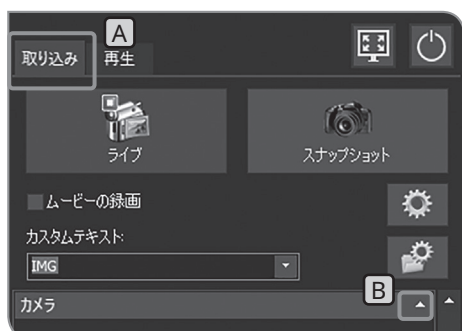 A
取り込み 再生
ライブ スナップショット
ムービーの録画
カスタムテキスト:
IMG
B
カメラ